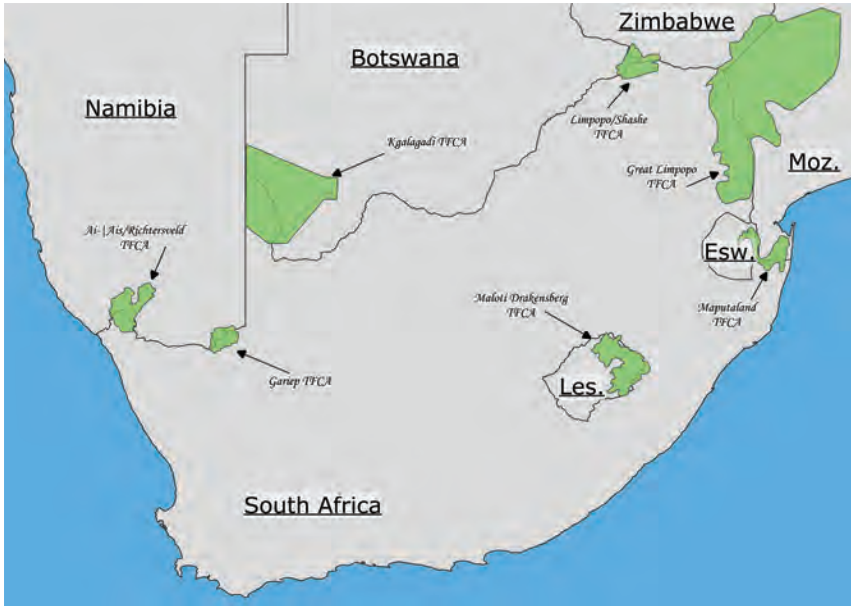 Zimbabwe
Botswana
Namibia
Limpopo/Shashe
TFCA
Kgalagadi TFCA
Great Limpopo
TFCA
Moz.
Ai-|Ais/Richtersveld
TFCA
Esw.
Maloti Drakensberg
TFCA
Maputaland
TFCA
Gariep TFCA
Les.
South Africa